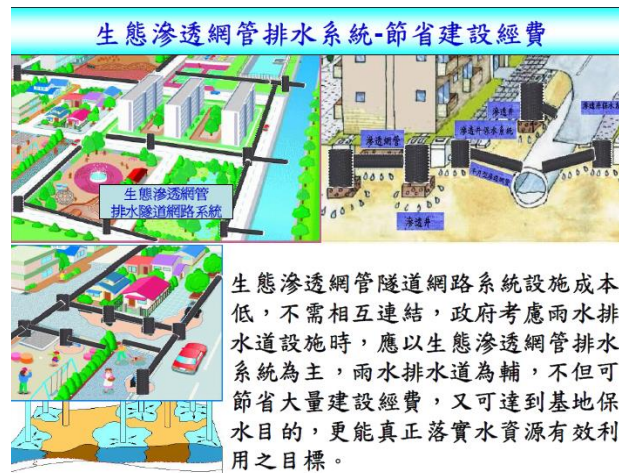 生態滲透網管排水系統-節省建設經費
生態滲透網管
排水隧道網路系統
滲透井
滲透網管
滲透井保水系統
滲透井
生態滲透網管隧道網路系統設施成本
低，不需相互連結，政府考慮雨水排
水道設施時，應以生態滲透網管排水
系統為主，雨水排水道為輔，不但可
節省大量建設經費，又可達到基地保
水目的，更能真正落實水資源有效利
用之目標。